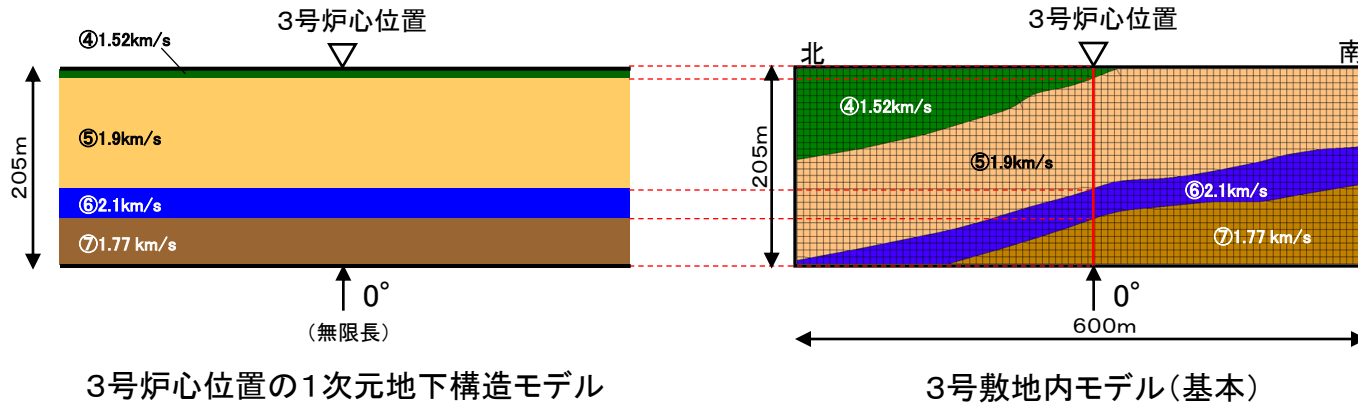 3号炉心位置
④1.52km/s
⑤1.9km/s
⑥2.1km/s
⑦1.77 km/s
205m
0°
(無限長)
3号炉心位置の1次元地下構造モデル
3号炉心位置
北
南
④1.52km/s
⑤1.9km/s
⑥2.1km/s
⑦1.77 km/s
205m
0°
600m
3号敷地内モデル(基本)